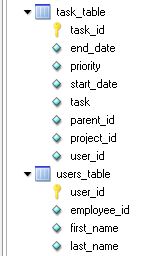 task_table
task_id
end_date
priority
start_date
task
parent_id
project_id
user_id
users_table
user_id
employee_id
first_name
last_name